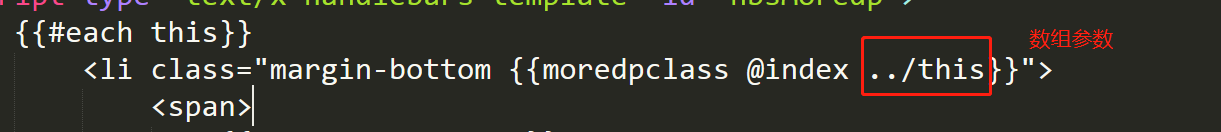 {{#each this}}
数组参数
<li class="margin-bottom {{moredpclass @index ../this}}">
<span>